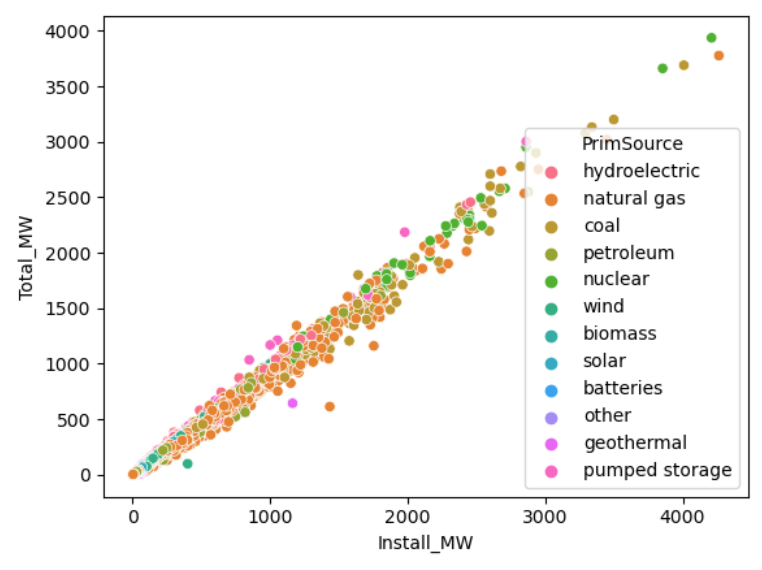 4000
3500
3000
2500
2000
1500
1000
500
0
Total_MW
0
1000
2000
3000
4000
Install_MW
PrimSource
hydroelectric
natural gas
coal
petroleum
nuclear
wind
biomass
solar
batteries
other
geothermal
pumped storage